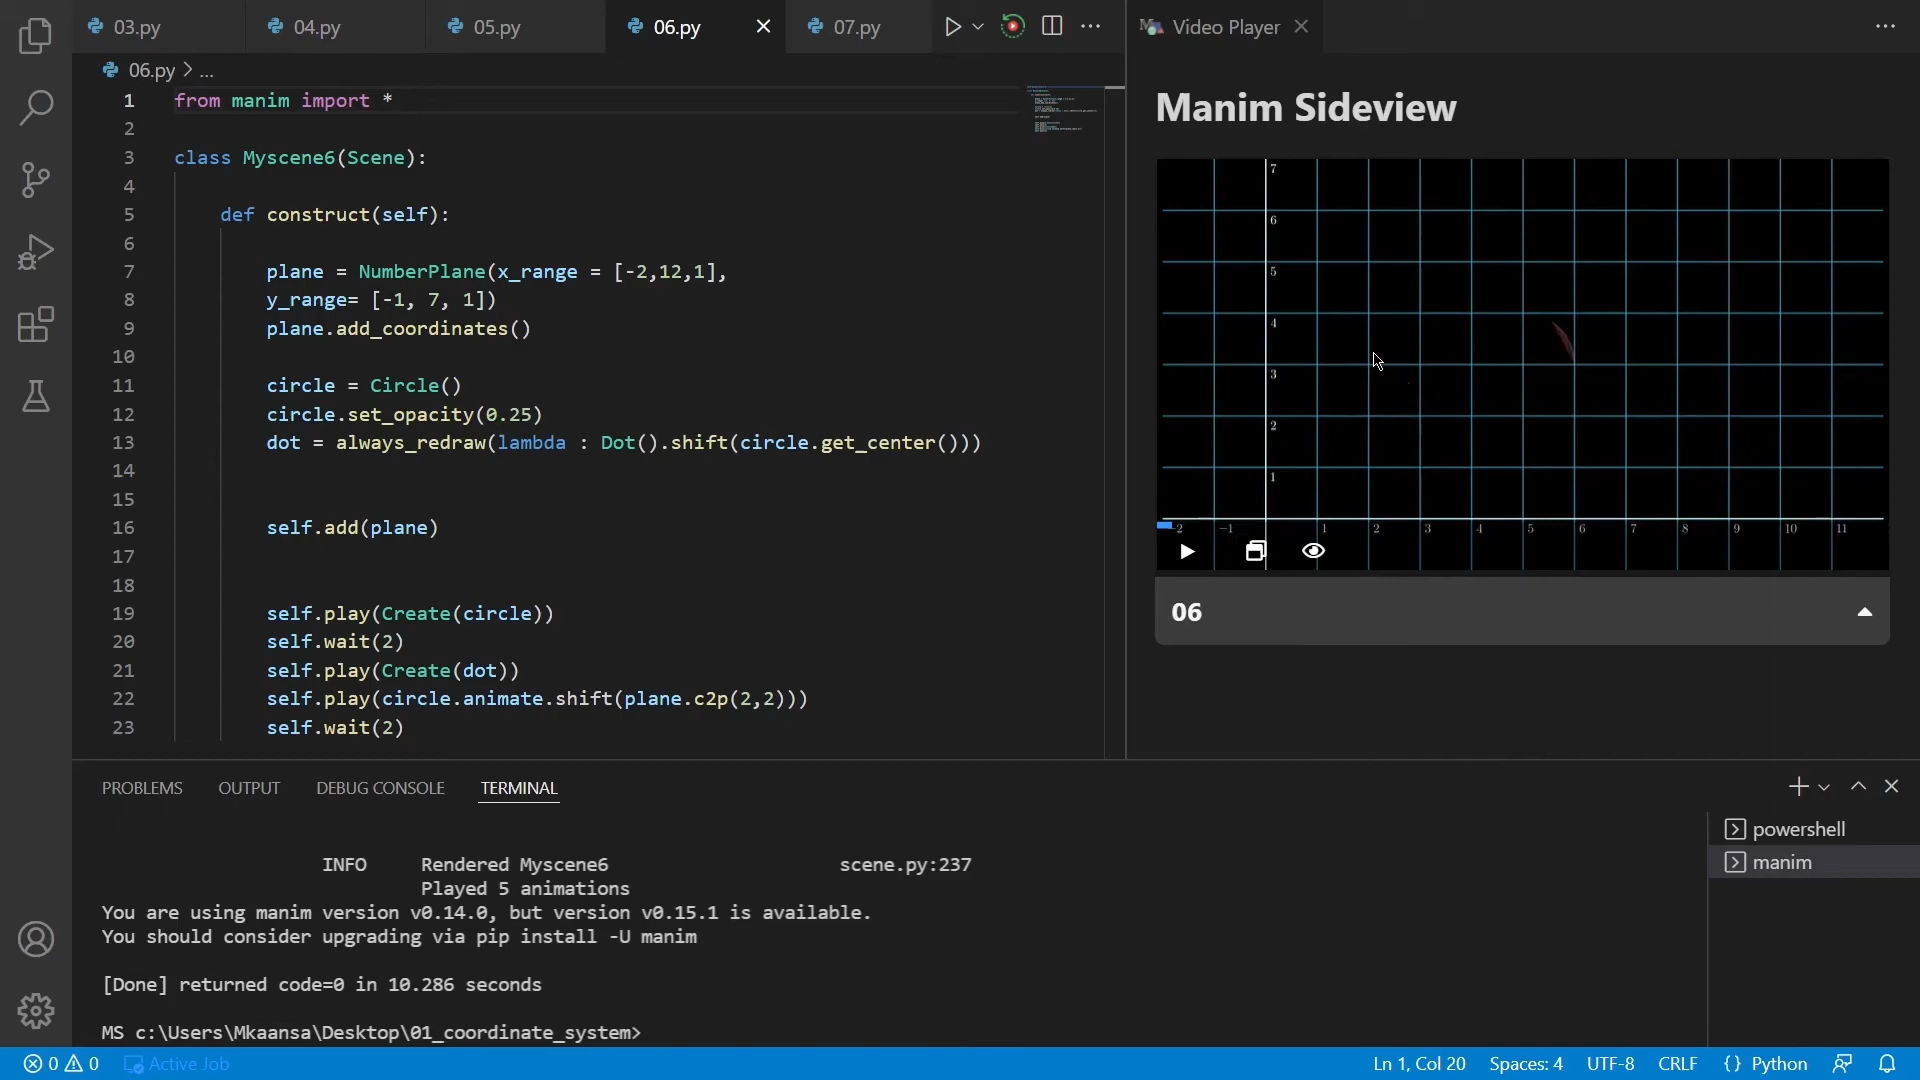 03.py
04.py
05.py
06.py
07.py
Video Player
06.py > ...
1 from manim import *
2
3 class Myscene6(Scene):
4
5 def construct(self):
6
7 plane = NumberPlane(x_range = [-2,12,1],
8 y_range= [-1, 7, 1])
9 plane.add_coordinates()
10
11 circle = Circle()
12 circle.set_opacity(0.25)
13 dot = always_redraw(lambda : Dot().shift(circle.get_center()))
14
15
16 self.add(plane)
17
18
19 self.play(Create(circle))
20 self.wait(2)
21 self.play(Create(dot))
22 self.play(circle.animate.shift(plane.c2p(2,2)))
23 self.wait(2)
Manim Sideview
7
6
5
4
3
2
1
-2 -1 1 2 3 4 5 6 7 8 9 10 11
06
PROBLEMS OUTPUT DEBUG CONSOLE TERMINAL
powershell
manim
INFO Rendered Myscene6 scene.py:237
Played 5 animations
You are using manim version v0.14.0, but version v0.15.1 is available.
You should consider upgrading via pip install -U manim
[Done] returned code=0 in 10.286 seconds
MS c:\Users\Mkaansa\Desktop\01_coordinate_system>
0 0 Active Job
Ln 1, Col 20 Spaces: 4 UTF-8 CRLF {} Python